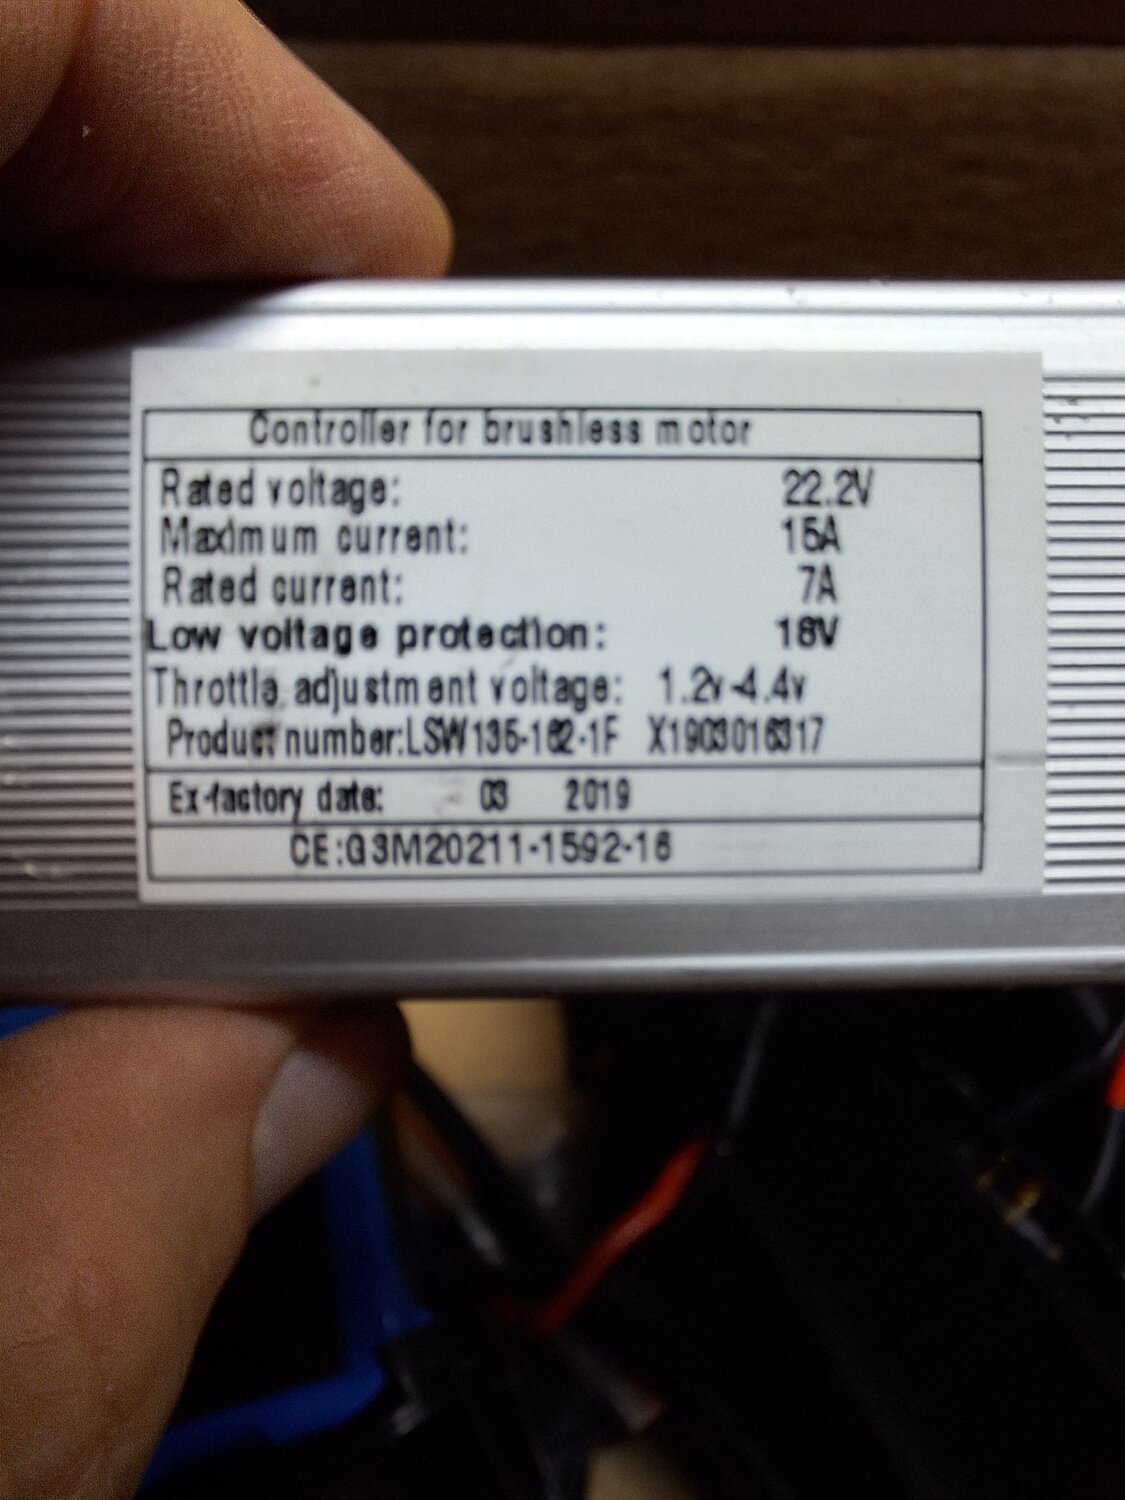 Controller for brushless motor
Rated voltage: 22.2V
Maximum current: 15A
Rated current: 7A
Low voltage protection: 18V
Throttle adjustment voltage: 1.2v-4.4v
Product number:LSW135-162-1F X1903016317
Ex-factory date: 03 2019
CE:G3M20211-1592-16